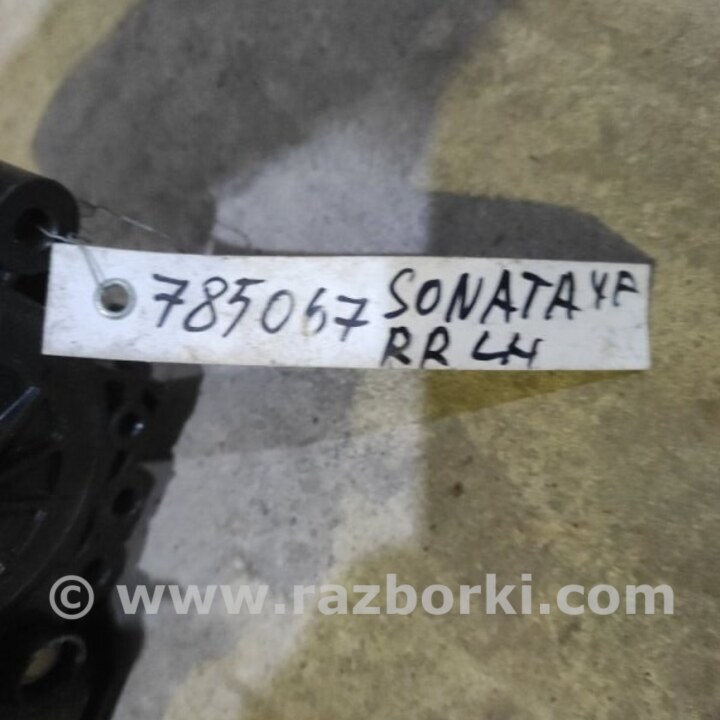 785067 SONATA YF
RR LH
© www.razborki.com